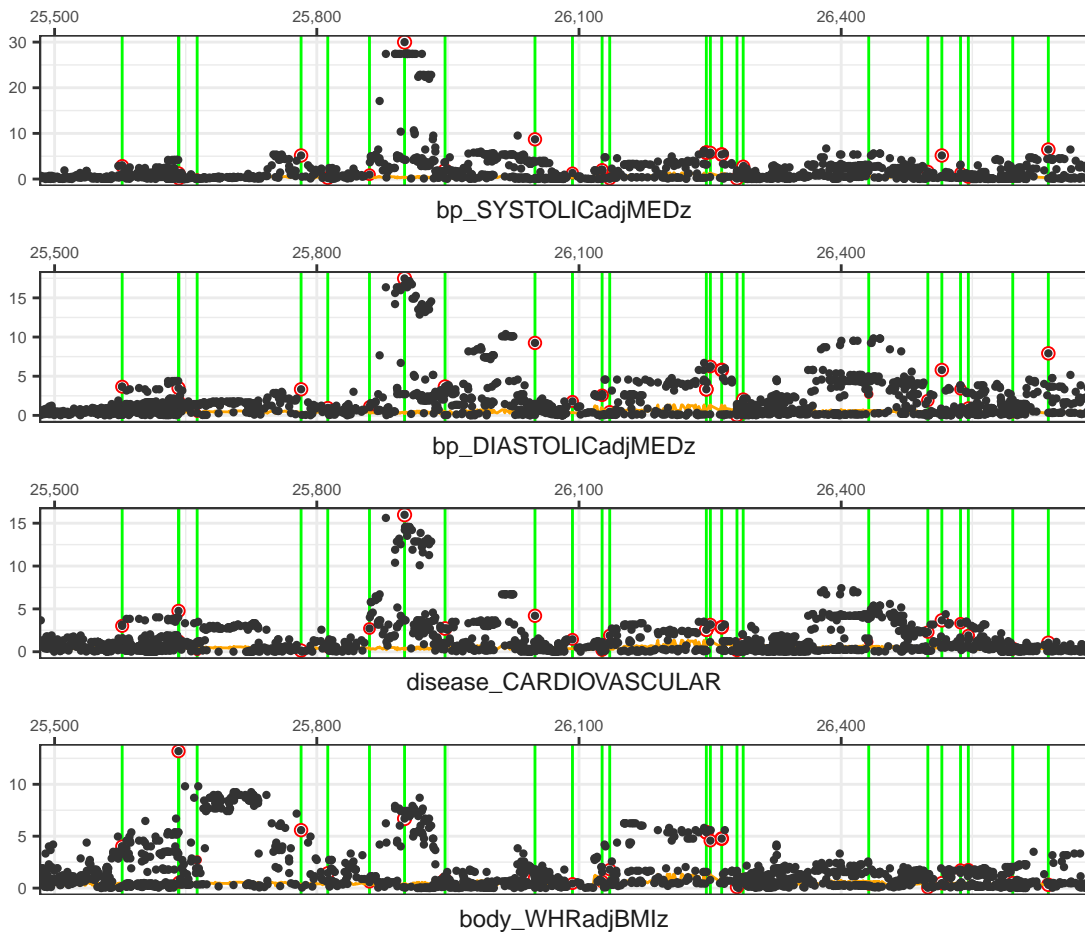 25,500 25,800 26,100 26,400
30
20
10
0
bp_SYSTOLICadjMEDz
25,500 25,800 26,100 26,400
15
10
5
0
bp_DIASTOLICadjMEDz
25,500 25,800 26,100 26,400
15
10
5
0
disease_CARDIOVASCULAR
25,500 25,800 26,100 26,400
10
5
0
body_WHRadjBMIz